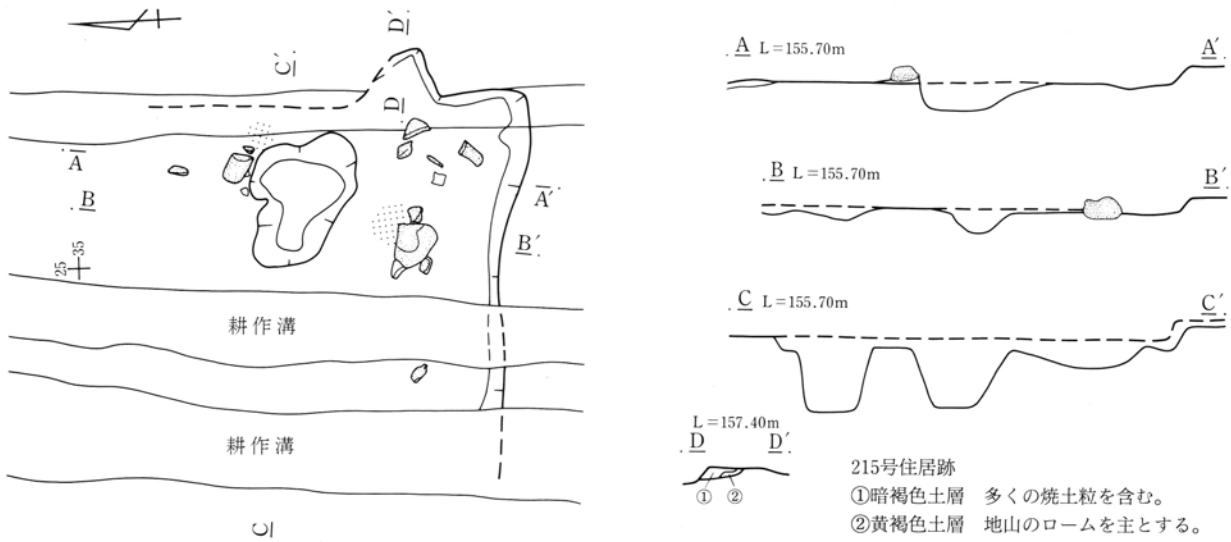 D′
C′
D
A
B
A′
B′
25
35
耕作溝
耕作溝
C
A L=155.70m A′
B L=155.70m B′
C L=155.70m C′
L=157.40m
D D′
① ②
215号住居跡
①暗褐色土層 多くの焼土粒を含む。
②黄褐色土層 地山のロームを主とする。